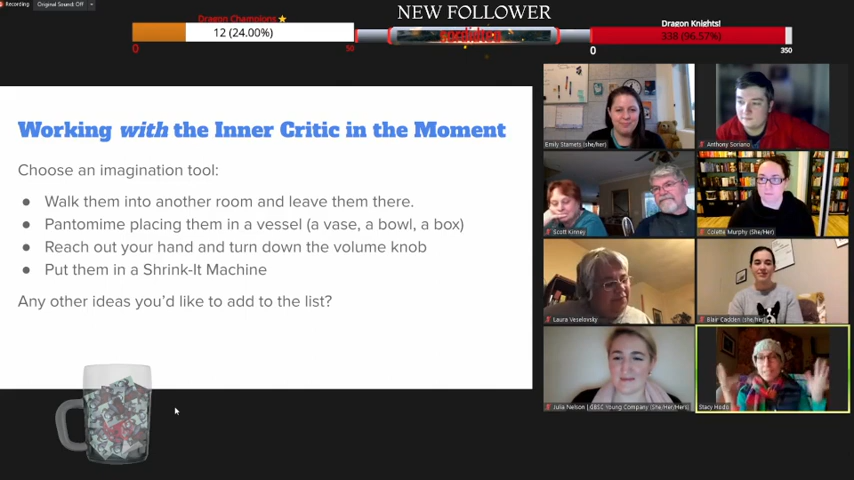 Recording
Original Sound: Off
Dragon Champions
12 (24.00%)
0
50
NEW FOLLOWER
Dragon Knights!
338 (96.57%)
0
350
Working with the Inner Critic in the Moment
Choose an imagination tool:
● Walk them into another room and leave them there.
● Pantomime placing them in a vessel (a vase, a bowl, a box)
● Reach out your hand and turn down the volume knob
● Put them in a Shrink-It Machine
Any other ideas you'd like to add to the list?
Emily Stamets (she/her)
Anthony Soriano
Scott Kinney
Colette Murphy (She/Her)
Laura Veselovsky
Blair Cadden (she/her)
Julia Nelson | GBSC Young Company (She/Her/Hers)
Stacy